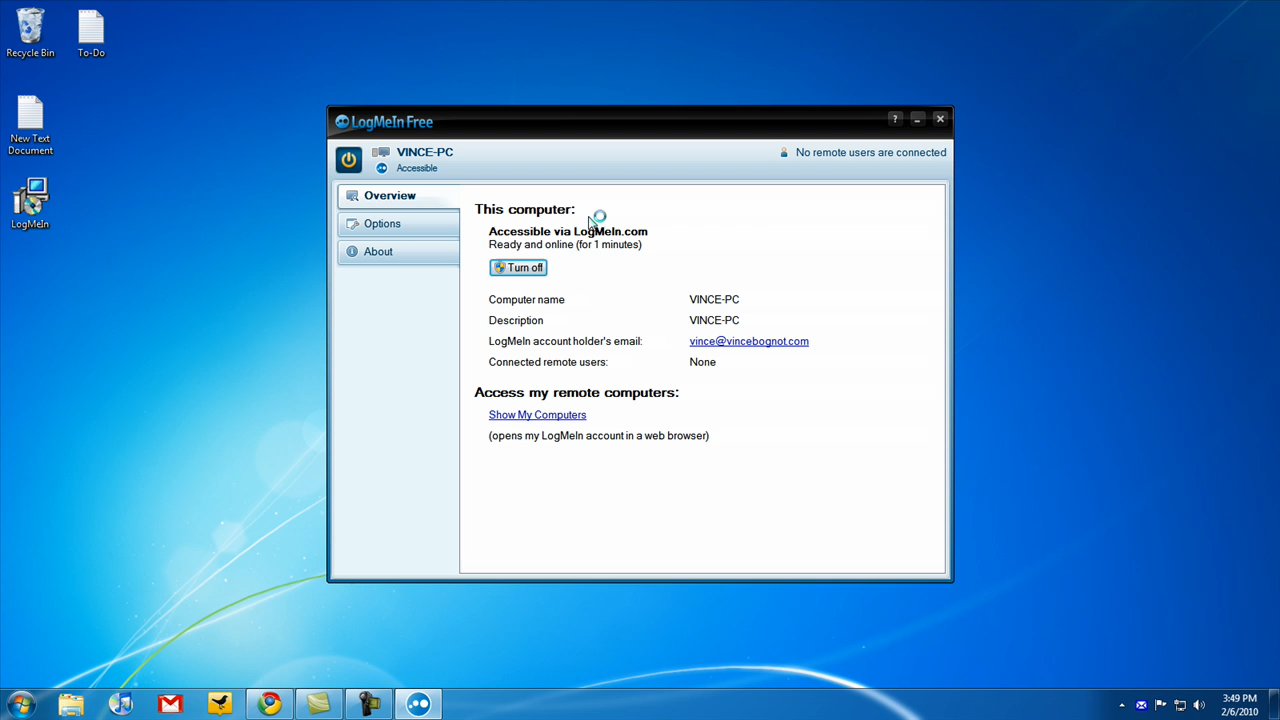 Recycle Bin
To-Do
New Text
Document
LogMeIn
LogMeIn Free
?
VINCE-PC
Accessible
No remote users are connected
Overview
Options
About
This computer:
Accessible via LogMeIn.com
Ready and online (for 1 minutes)
Turn off
Computer name VINCE-PC
Description VINCE-PC
LogMeIn account holder's email: vince@vincebognot.com
Connected remote users: None
Access my remote computers:
Show My Computers
(opens my LogMeIn account in a web browser)
3:49 PM
2/6/2010